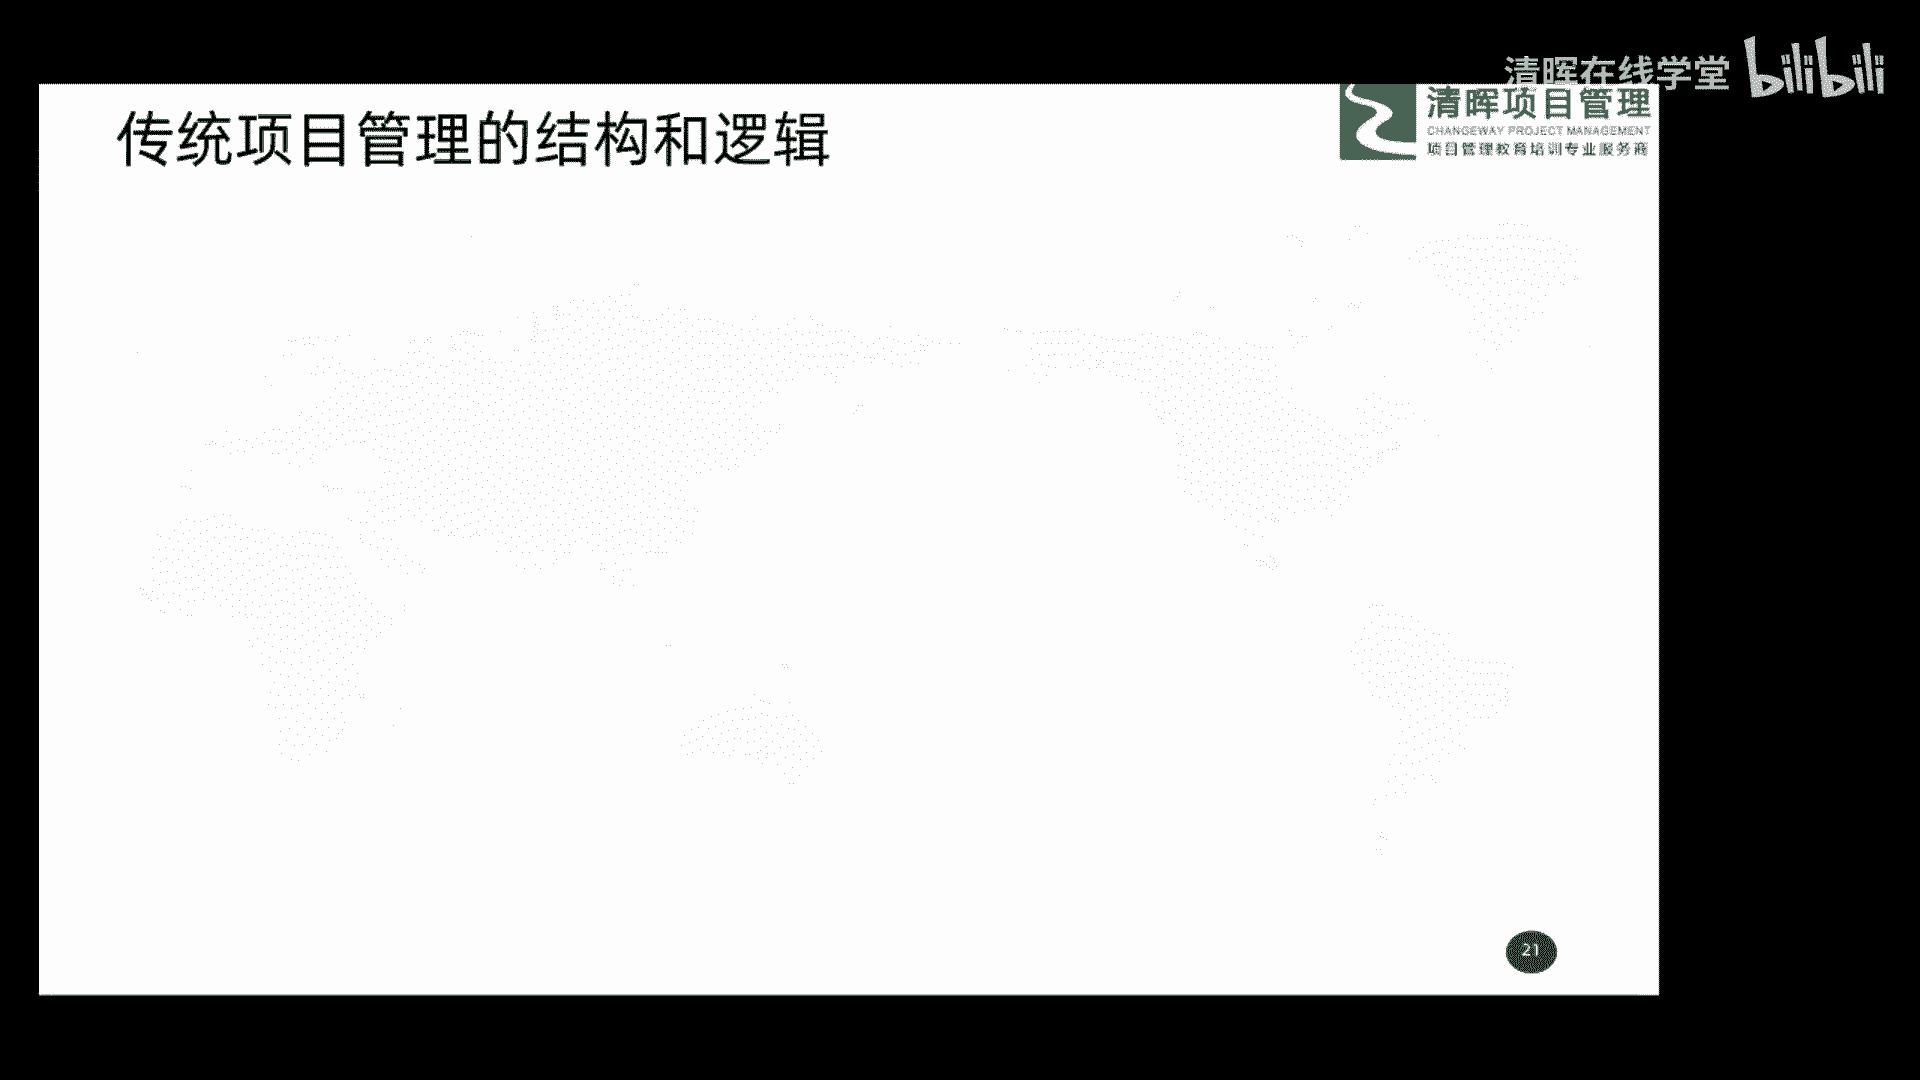 清晖在线学堂 bilibili
传统项目管理的结构和逻辑
清晖项目管理
CHANGEWAY PROJECT MANAGEMENT
项目管理教育培训专业服务商
21